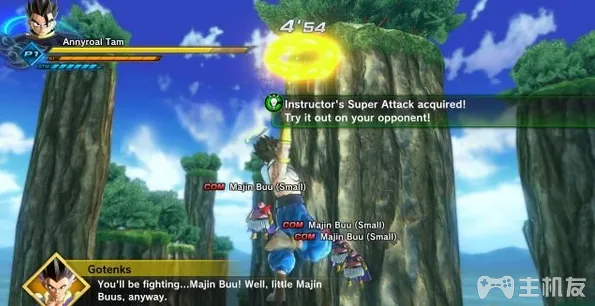 4'54
Annyroal Tam
P1
Instructor's Super Attack acquired!
Try it out on your opponent!
COM Majin Buu (Small)
COM Majin Buu (Small)
COM Majin Buu (Small)
Gotenks
You'll be fighting...Majin Buu! Well, little Majin
Buus, anyway.
主机友